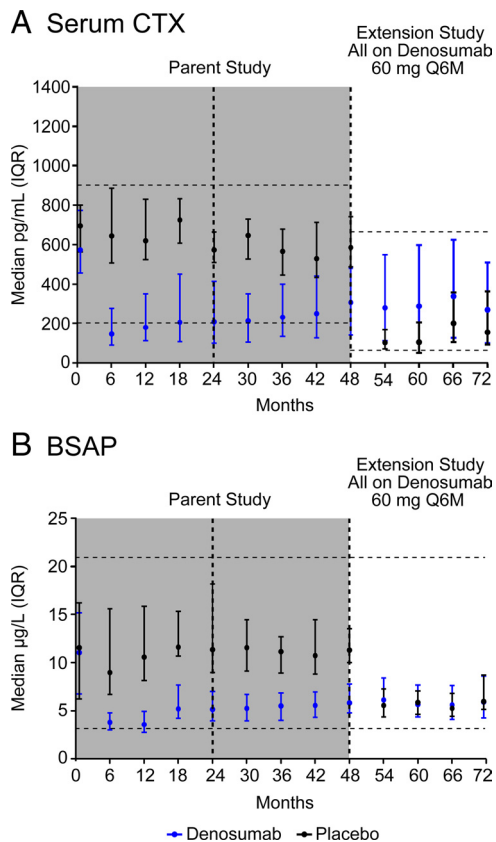 A Serum CTX
Extension Study
All on Denosumab
60 mg Q6M
Parent Study
1400
1200
1000
800
600
400
200
0
Median pg/mL (IQR)
0 6 12 18 24 30 36 42 48 54 60 66 72
Months
B BSAP
Extension Study
All on Denosumab
60 mg Q6M
Parent Study
25
20
15
10
5
0
Median µg/L (IQR)
0 6 12 18 24 30 36 42 48 54 60 66 72
Months
Denosumab Placebo